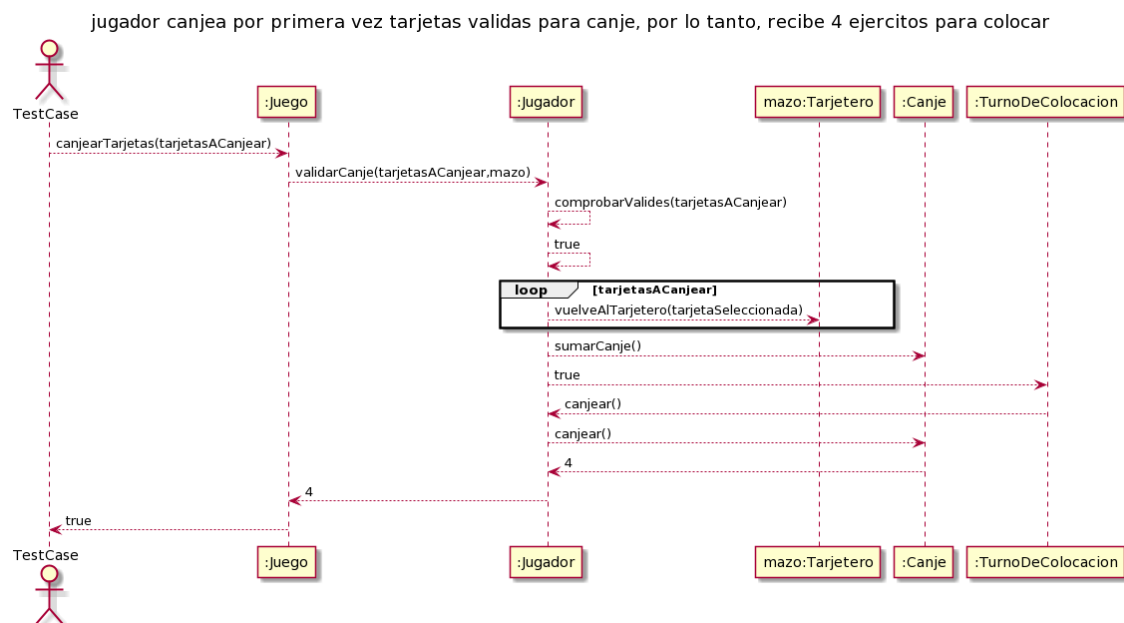 jugador canjea por primera vez tarjetas validas para canje, por lo tanto, recibe 4 ejercitos para colocar
TestCase
:Juego
:Jugador
mazo:Tarjetero
:Canje
:TurnoDeColocacion
canjearTarjetas(tarjetasACanjear)
validarCanje(tarjetasACanjear,mazo)
comprobarValides(tarjetasACanjear)
true
loop
[tarjetasACanjear]
vuelveAlTarjetero(tarjetaSeleccionada)
sumarCanje()
true
canjear()
canjear()
4
4
true
TestCase
:Juego
:Jugador
mazo:Tarjetero
:Canje
:TurnoDeColocacion